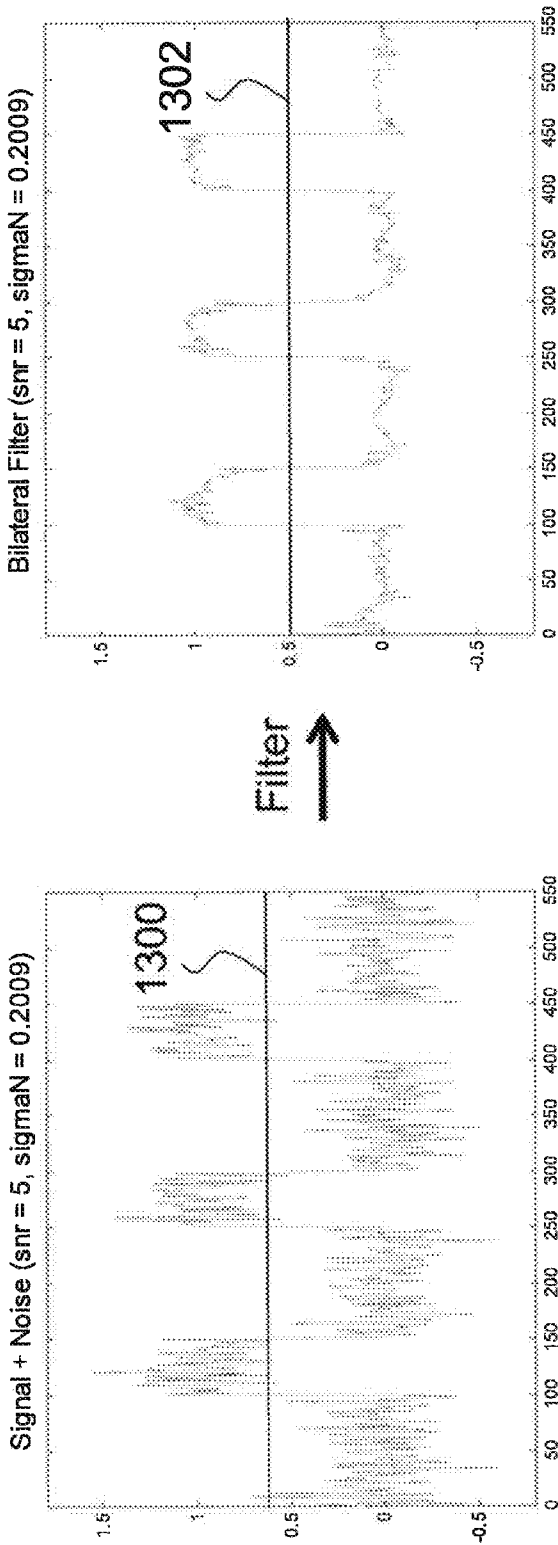 Signal + Noise (snr = 5, sigmaN = 0.2009)
1300
1.5
1
0.5
0
-0.5
0 50 100 150 200 250 300 350 400 450 500 550
Filter
Bilateral Filter (snr = 5, sigmaN = 0.2009)
1302
1.5
1
0.5
0
-0.5
0 50 100 150 200 250 300 350 400 450 500 550